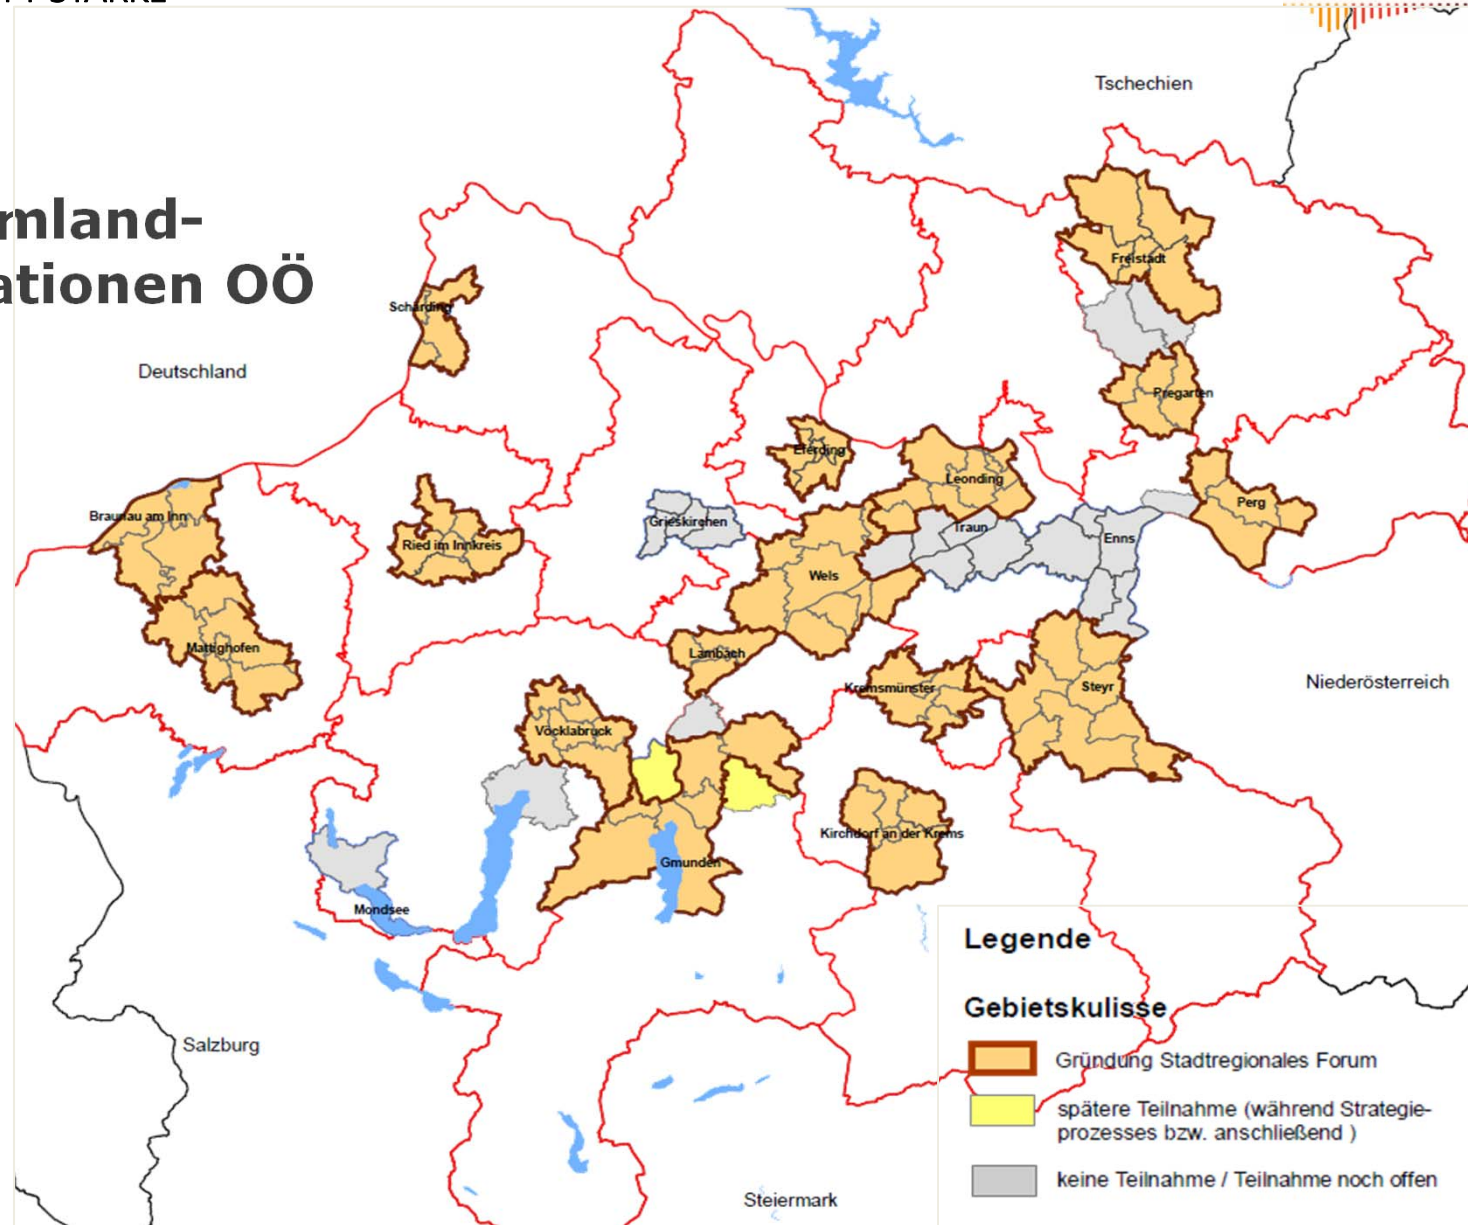 Tschechien
mland-
ationen OÖ
Freistadt
Schärding
Deutschland
Pregarten
Eferding
Leonding
Perg
Braunau am Inn
Grieskirchen
Traun
Enns
Ried im Innkreis
Wels
Mattighofen
Lambach
Kremsmünster
Steyr
Niederösterreich
Vöcklabruck
Kirchdorf an der Krems
Gmunden
Mondsee
Legende
Gebietskulisse
Salzburg
Gründung Stadtregionales Forum
spätere Teilnahme (während Strategie-
prozesses bzw. anschließend )
keine Teilnahme / Teilnahme noch offen
Steiermark